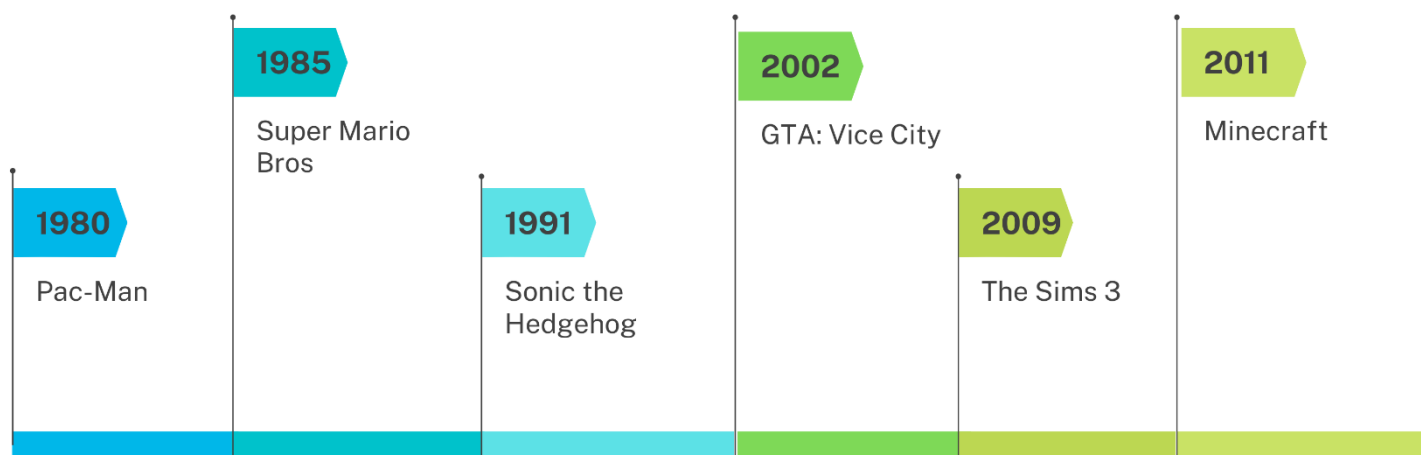 1980
Pac-Man
1985
Super Mario
Bros
1991
Sonic the
Hedgehog
2002
GTA: Vice City
2009
The Sims 3
2011
Minecraft